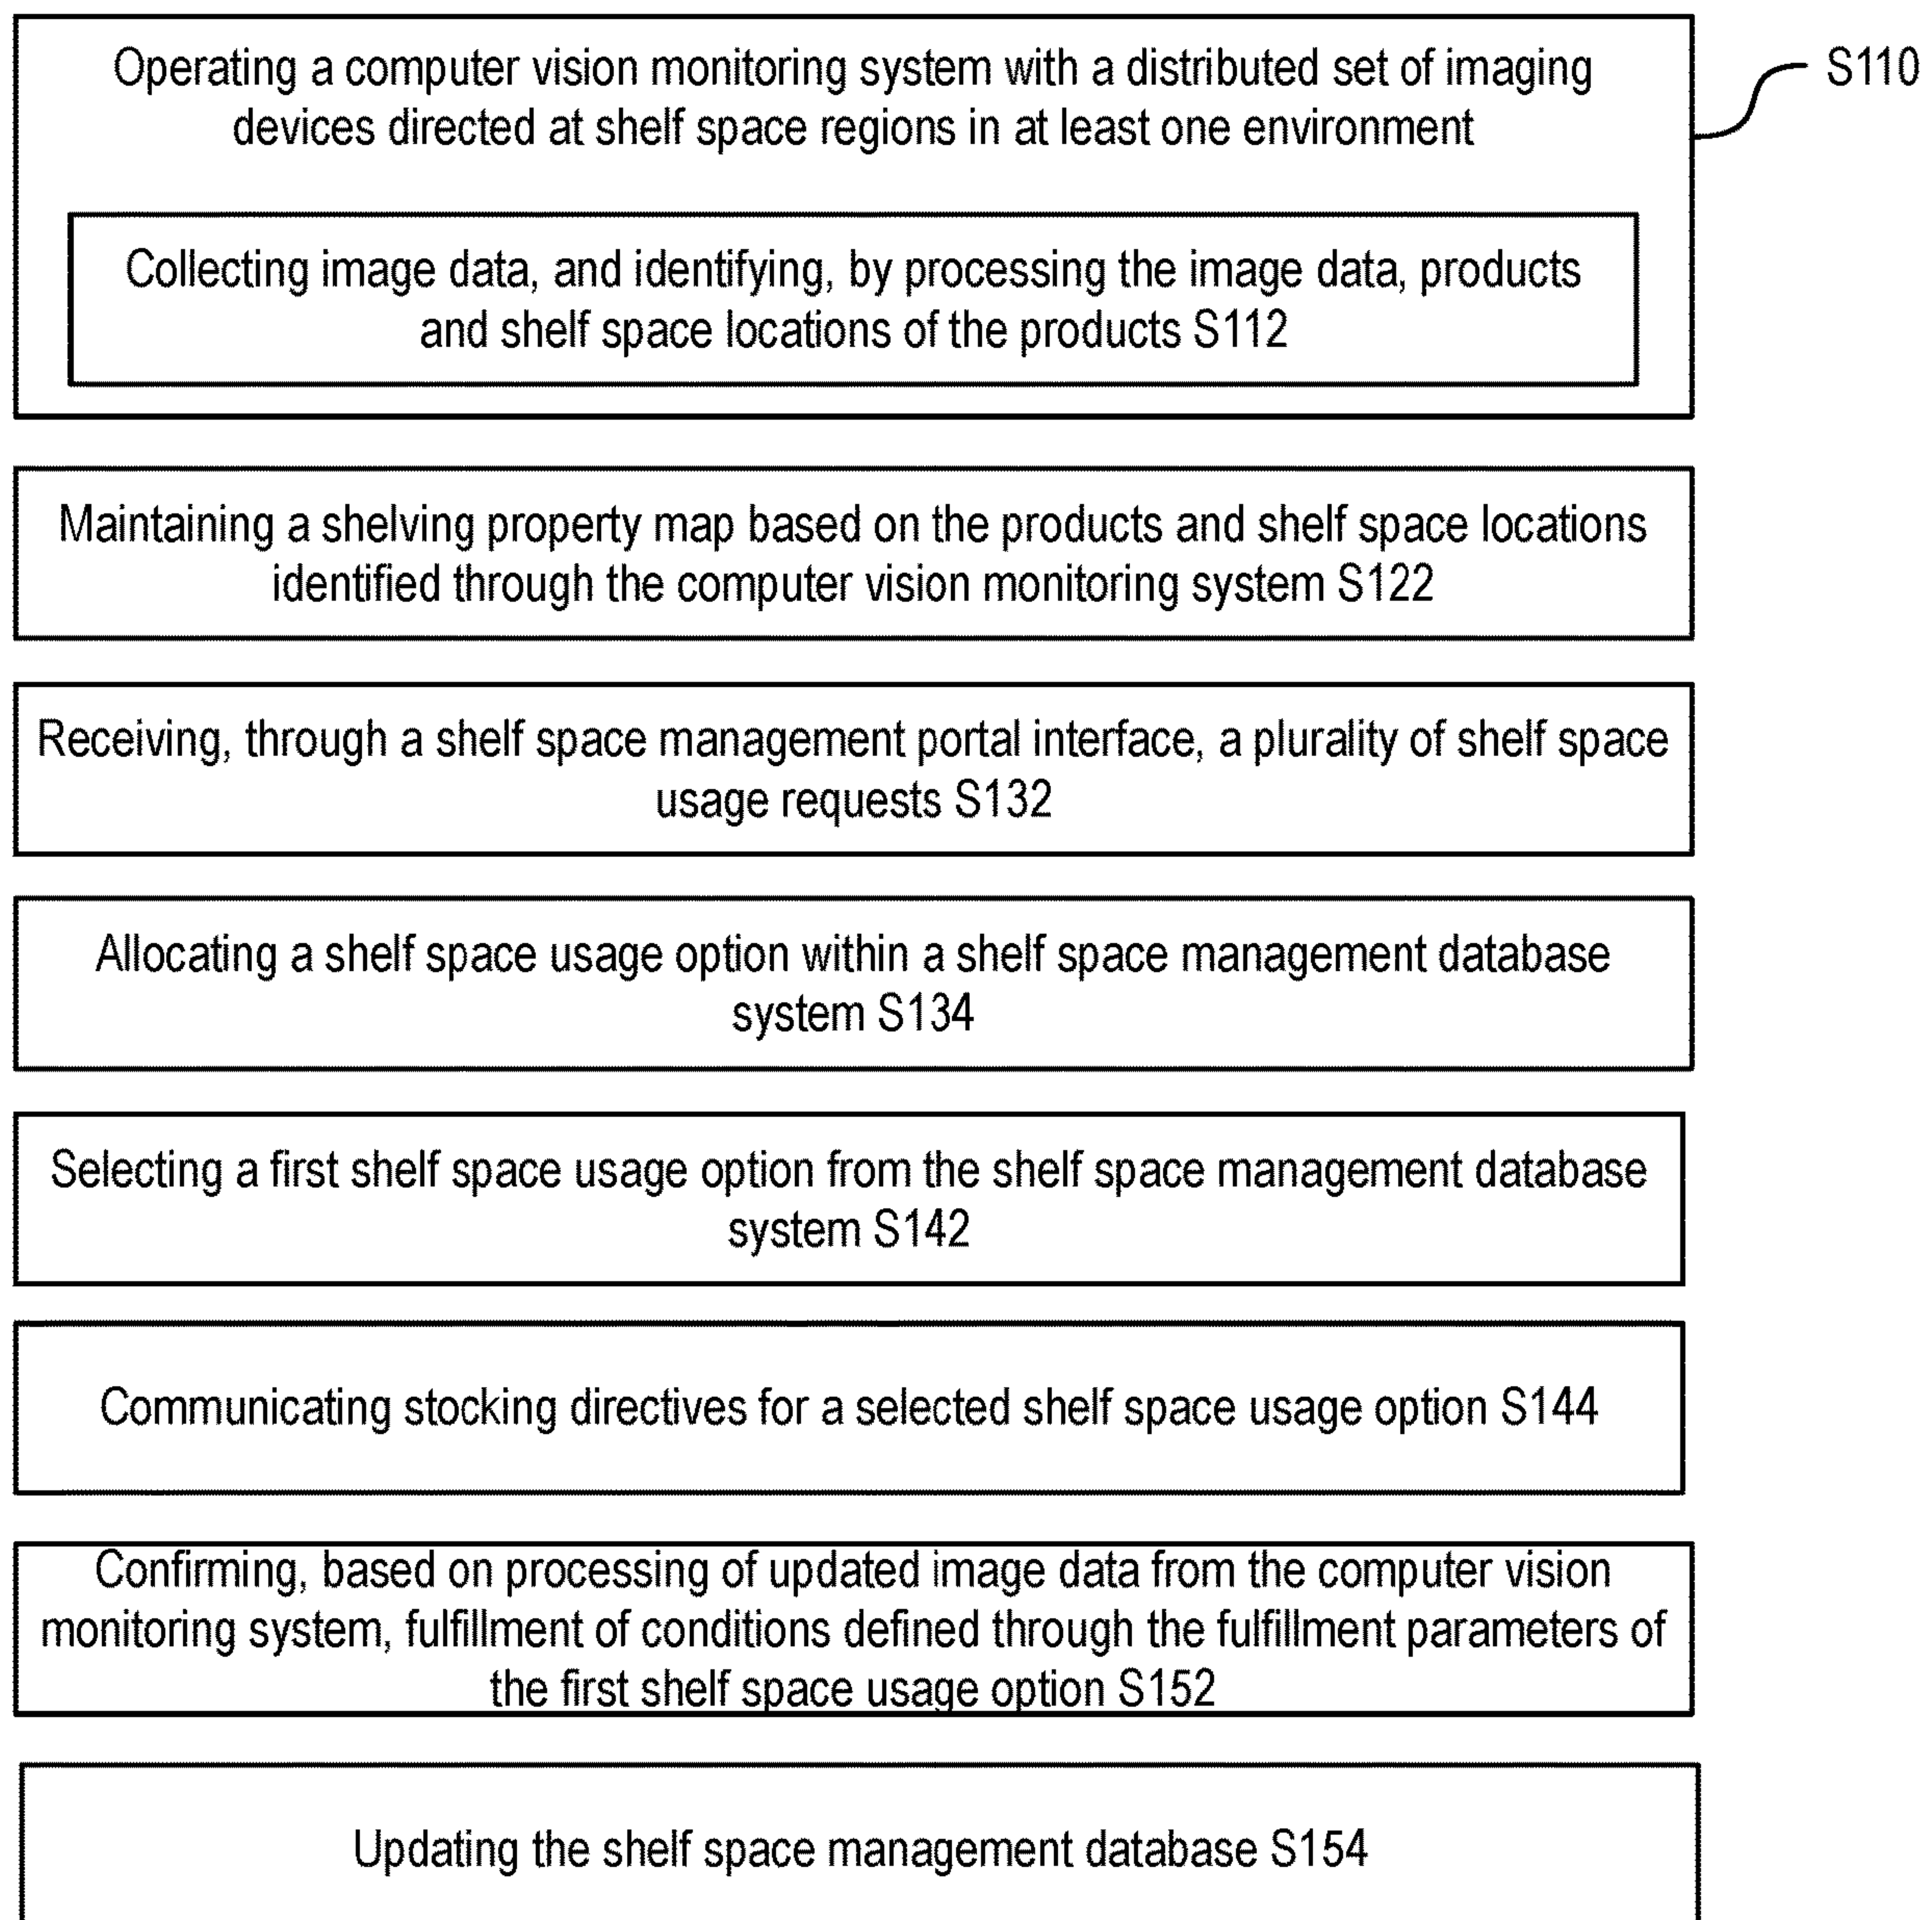 Operating a computer vision monitoring system with a distributed set of imaging
devices directed at shelf space regions in at least one environment
S110
Collecting image data, and identifying, by processing the image data, products
and shelf space locations of the products S112
Maintaining a shelving property map based on the products and shelf space locations
identified through the computer vision monitoring system S122
Receiving, through a shelf space management portal interface, a plurality of shelf space
usage requests S132
Allocating a shelf space usage option within a shelf space management database
system S134
Selecting a first shelf space usage option from the shelf space management database
system S142
Communicating stocking directives for a selected shelf space usage option S144
Confirming, based on processing of updated image data from the computer vision
monitoring system, fulfillment of conditions defined through the fulfillment parameters of
the first shelf space usage option S152
Updating the shelf space management database S154